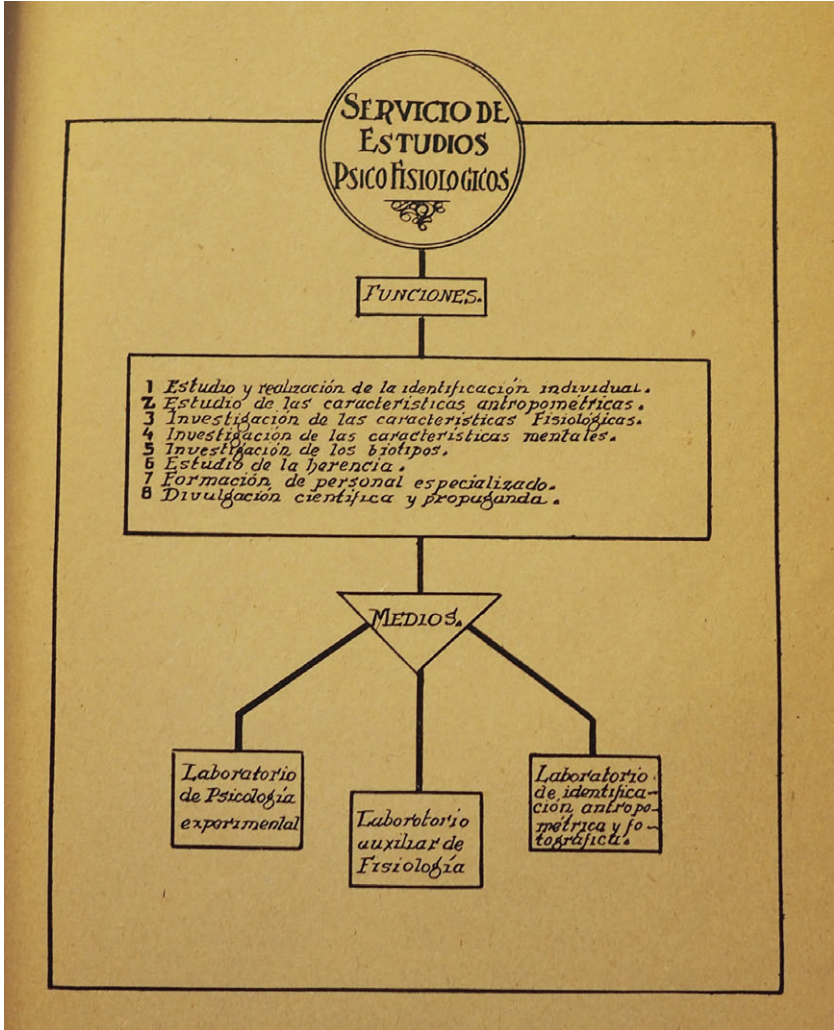 SERVICIO DE
ESTUDIOS
PSICO FISIOLOGICOS
FUNCIONES.
1 Estudio y realización de la identificación individual.
2 Estudio de las características antropométricas.
3 Investigación de las características Fisiológicas.
4 Investigación de las características mentales.
5 Investigación de los biotipos.
6 Estudio de la herencia.
7 Formación de personal especializado.
8 Divulgación científica y propaganda.
MEDIOS.
Laboratorio
de Psicología
experimental
Laboratorio
auxiliar de
Fisiología
Laboratorio
de identifica-
ción antropo-
métrica y fo-
tográfica.